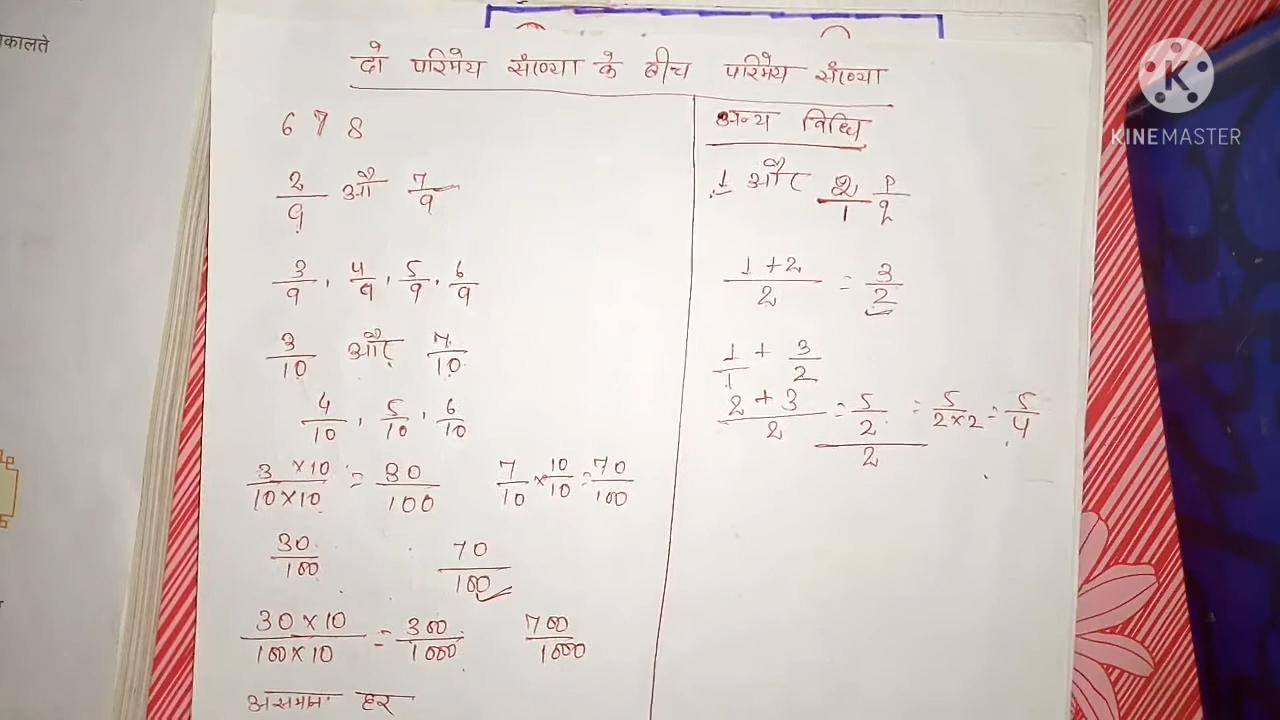 कालते
दो परिमेय संख्या के बीच परिमेय संख्या
6 7 8
2/9 और 7/9
3/9, 4/9, 5/9, 6/9
3/10 और 7/10
4/10, 5/10, 6/10
3×10/10×10 = 30/100 7/10 × 10/10 = 70/100
30/100 70/100
30×10/100×10 = 300/1000 700/1000
असमान हर
अन्य विधि
1 और 2/1 p/q
1+2/2 = 3/2
1/1 + 3/2
2+3/2 = 5/2/2 = 5/2×2 = 5/4
KINEMASTER